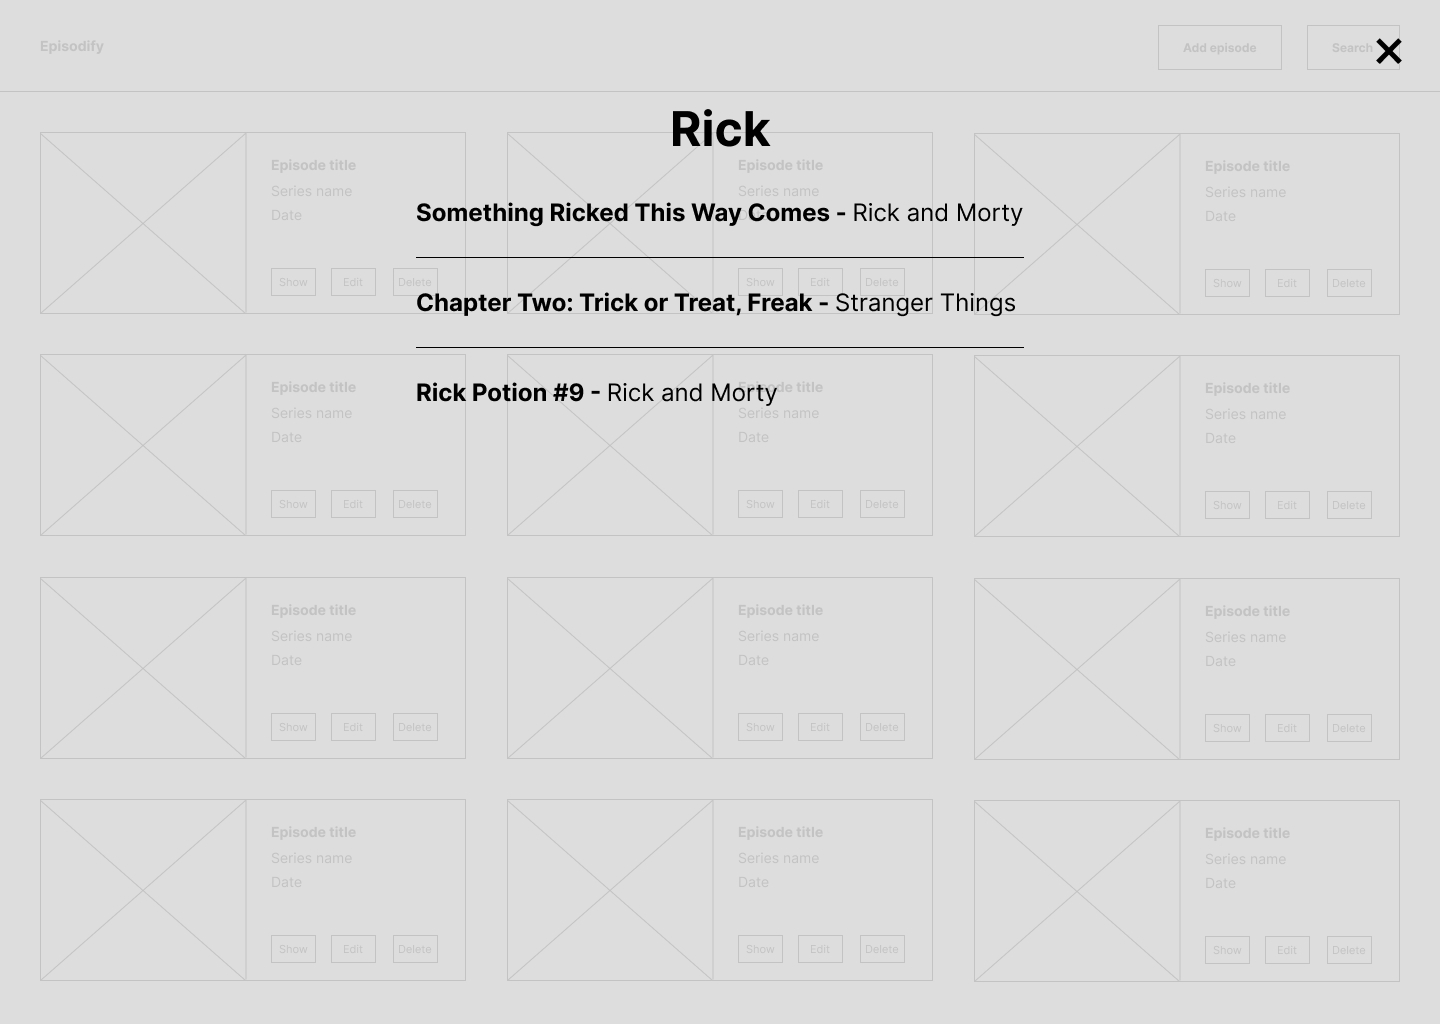 Episodify
Add episode
Search
Rick
Something Ricked This Way Comes - Rick and Morty
Chapter Two: Trick or Treat, Freak - Stranger Things
Rick Potion #9 - Rick and Morty
Episode title
Series name
Date
Show Edit Delete
Episode title
Series name
Date
Show Edit Delete
Episode title
Series name
Date
Show Edit Delete
Episode title
Series name
Date
Show Edit Delete
Episode title
Series name
Date
Show Edit Delete
Episode title
Series name
Date
Show Edit Delete
Episode title
Series name
Date
Show Edit Delete
Episode title
Series name
Date
Show Edit Delete
Episode title
Series name
Date
Show Edit Delete
Episode title
Series name
Date
Show Edit Delete
Episode title
Series name
Date
Show Edit Delete
Episode title
Series name
Date
Show Edit Delete